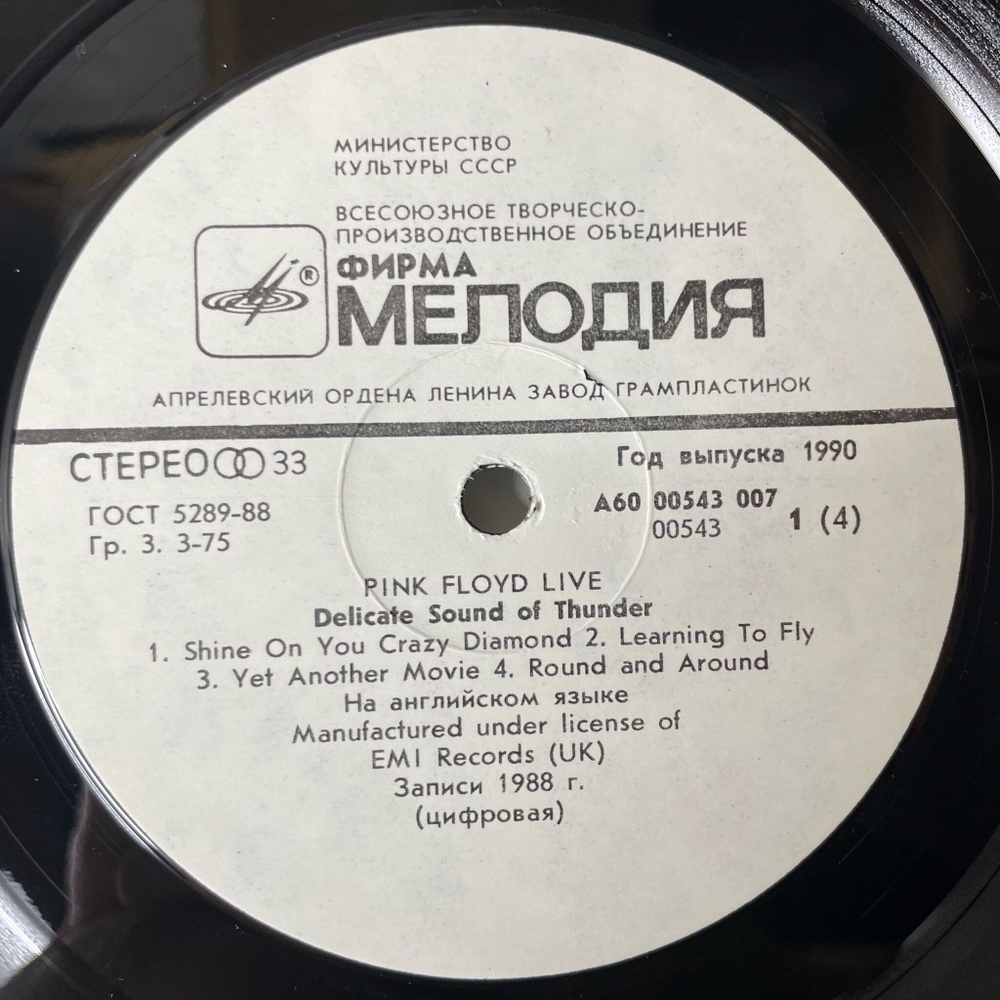 МИНИСТЕРСТВО
КУЛЬТУРЫ СССР
ВСЕСОЮЗНОЕ ТВОРЧЕСКО-
ПРОИЗВОДСТВЕННОЕ ОБЪЕДИНЕНИЕ
ФИРМА
®
МЕЛОДИЯ
АПРЕЛЕВСКИЙ ОРДЕНА ЛЕНИНА ЗАВОД ГРАМПЛАСТИНОК
СТЕРЕО 33
Год выпуска 1990
ГОСТ 5289-88
А60 00543 007
Гр. 3. 3-75
00543
1 (4)
PINK FLOYD LIVE
Delicate Sound of Thunder
1. Shine On You Crazy Diamond 2. Learning To Fly
3. Yet Another Movie 4. Round and Around
На английском языке
Manufactured under license of
EMI Records (UK)
Записи 1988 г.
(цифровая)